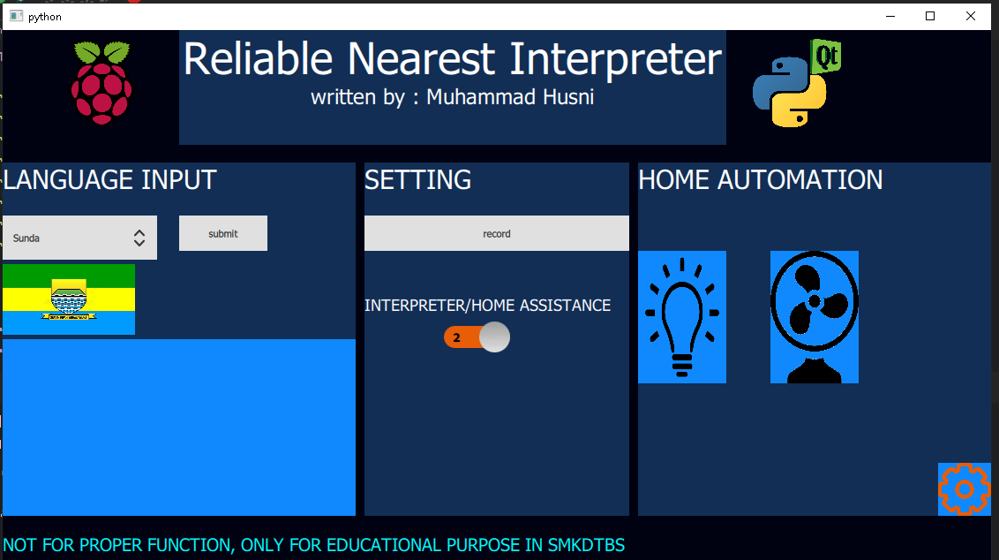 python
Reliable Nearest Interpreter
Qt
written by : Muhammad Husni
LANGUAGE INPUT
SETTING
HOME AUTOMATION
Sunda
submit
record
INTERPRETER/HOME ASSISTANCE
2
NOT FOR PROPER FUNCTION, ONLY FOR EDUCATIONAL PURPOSE IN SMKDTBS